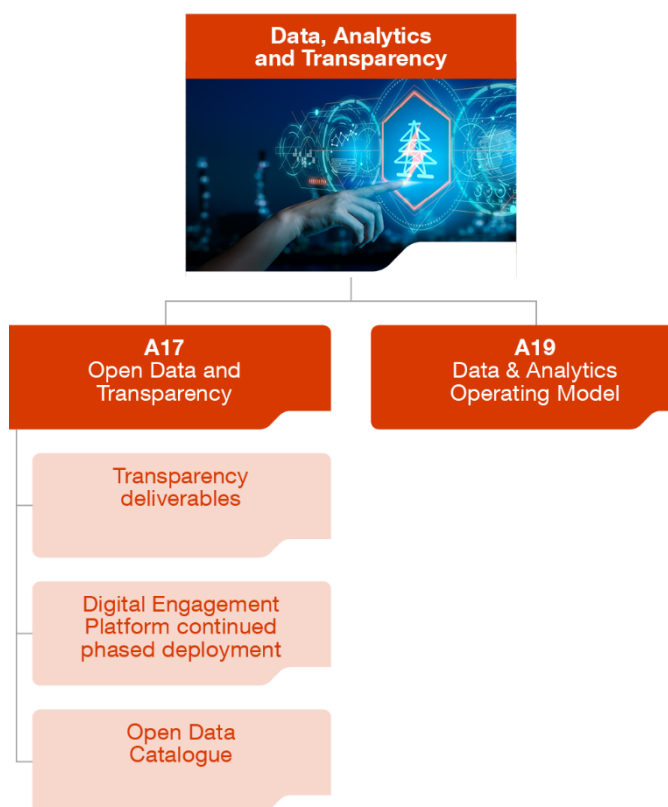 Data, Analytics
and Transparency
A17
Open Data and
Transparency
A19
Data & Analytics
Operating Model
Transparency
deliverables
Digital Engagement
Platform continued
phased deployment
Open Data
Catalogue